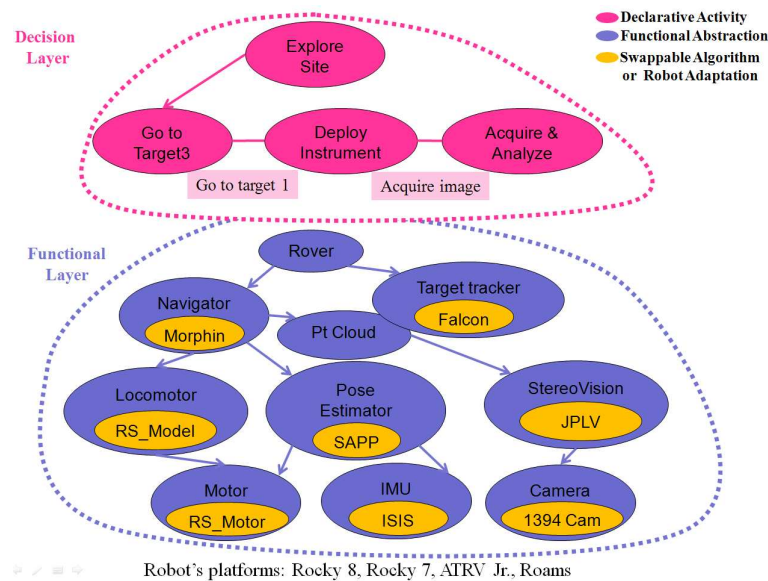 Decision
Layer
Declarative Activity
Functional Abstraction
Swappable Algorithm
or Robot Adaptation
Explore
Site
Go to
Target3
Deploy
Instrument
Acquire &
Analyze
Go to target 1
Acquire image
Functional
Layer
Rover
Navigator
Morphin
Target tracker
Falcon
Pt Cloud
Locomotor
RS_Model
Pose
Estimator
SAPP
StereoVision
JPLV
Motor
RS_Motor
IMU
ISIS
Camera
1394 Cam
Robot's platforms: Rocky 8, Rocky 7, ATRV Jr., Roams